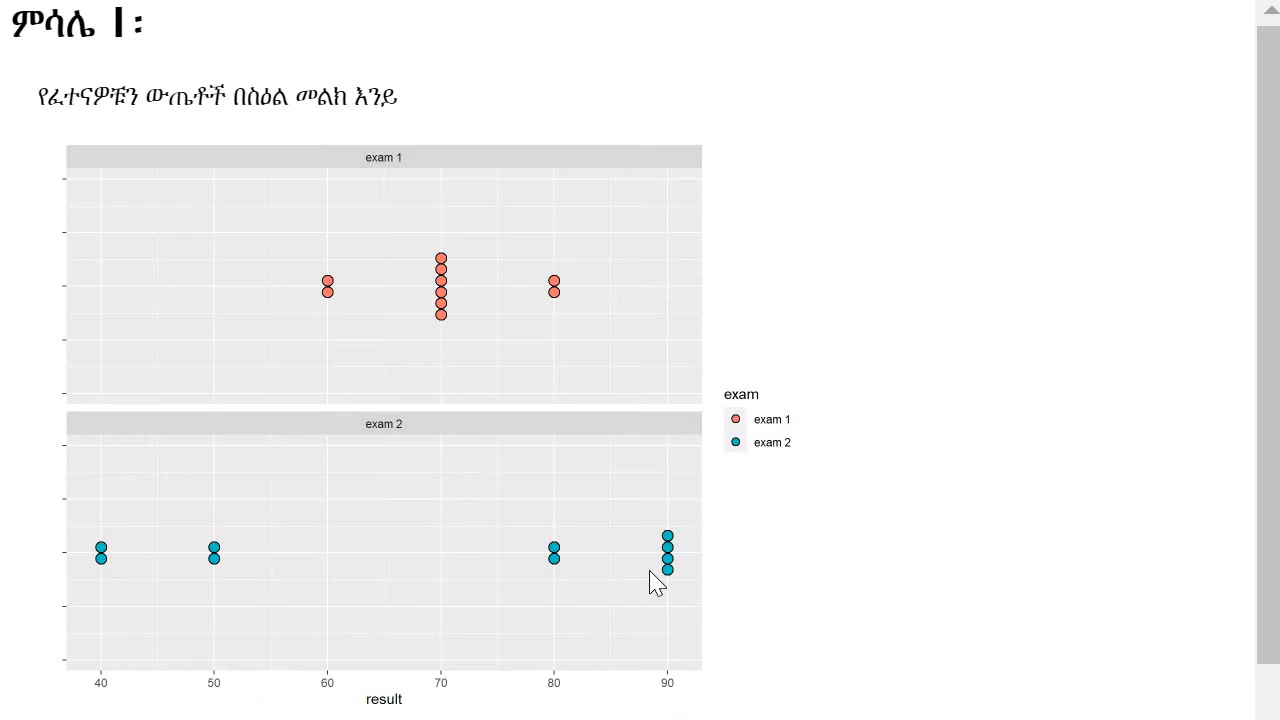 ምሳሌ 1፡
የፈተናዎቹን ውጤቶች በስዕል መልክ እንይ
exam 1
exam 2
exam
exam 1
exam 2
40 50 60 70 80 90
result